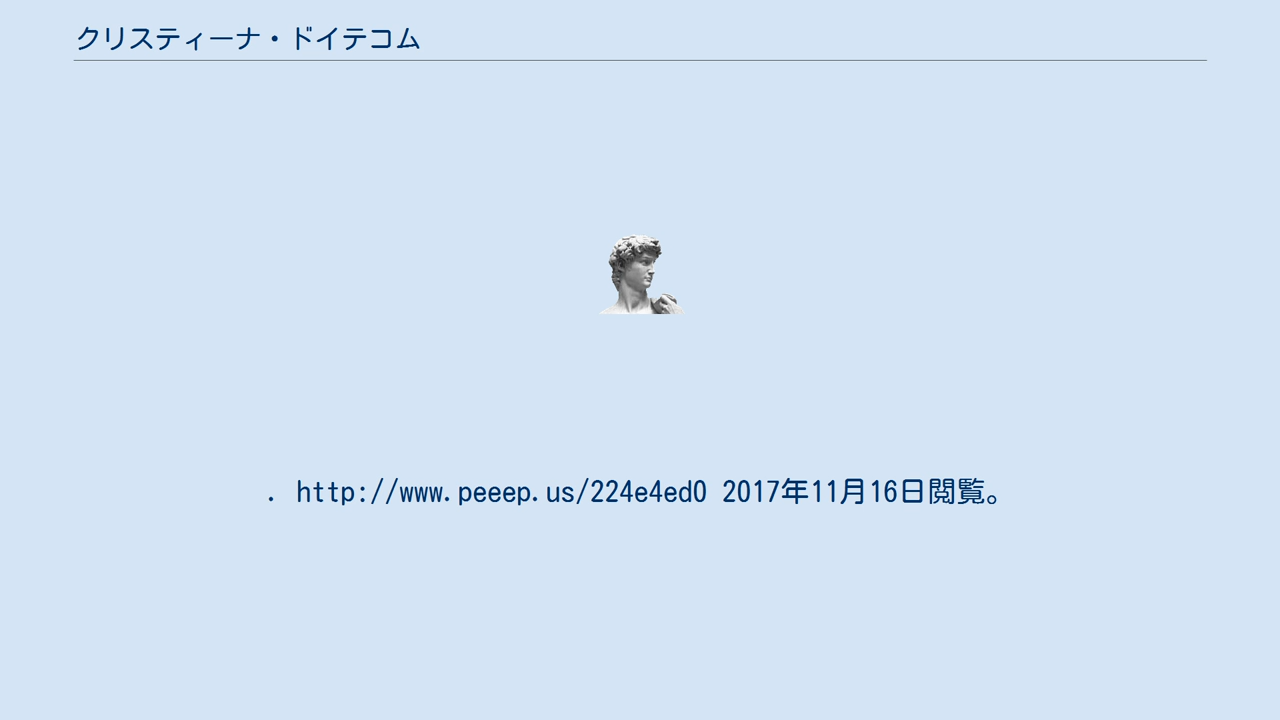 クリスティーナ・ドイテコム
. http://www.peeep.us/224e4ed0 2017年11月16日閲覧。